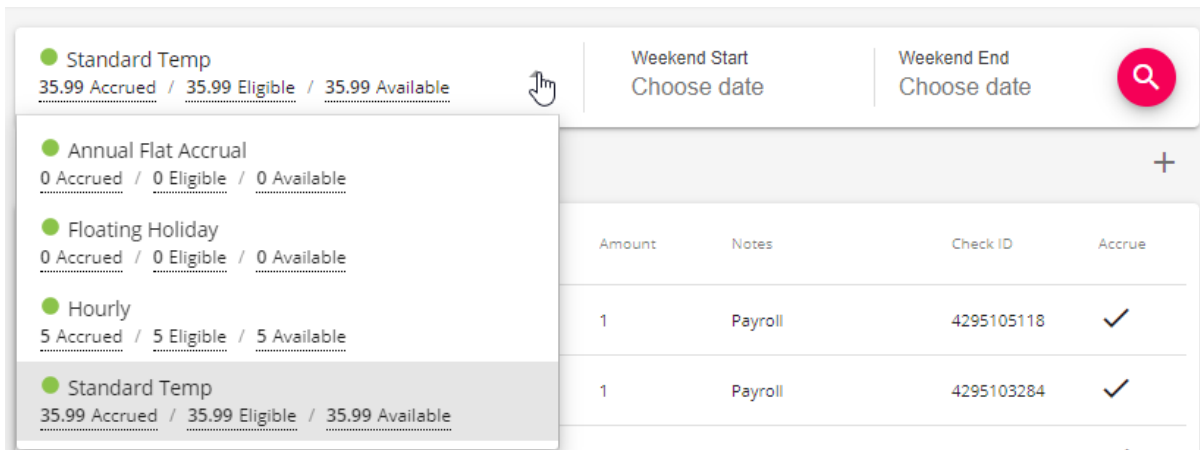 Standard Temp
35.99 Accrued / 35.99 Eligible / 35.99 Available
Weekend Start
Choose date
Weekend End
Choose date
Annual Flat Accrual
0 Accrued / 0 Eligible / 0 Available
Floating Holiday
0 Accrued / 0 Eligible / 0 Available
Hourly
5 Accrued / 5 Eligible / 5 Available
Standard Temp
35.99 Accrued / 35.99 Eligible / 35.99 Available
Amount Notes Check ID Accrue
1 Payroll 4295105118
1 Payroll 4295103284